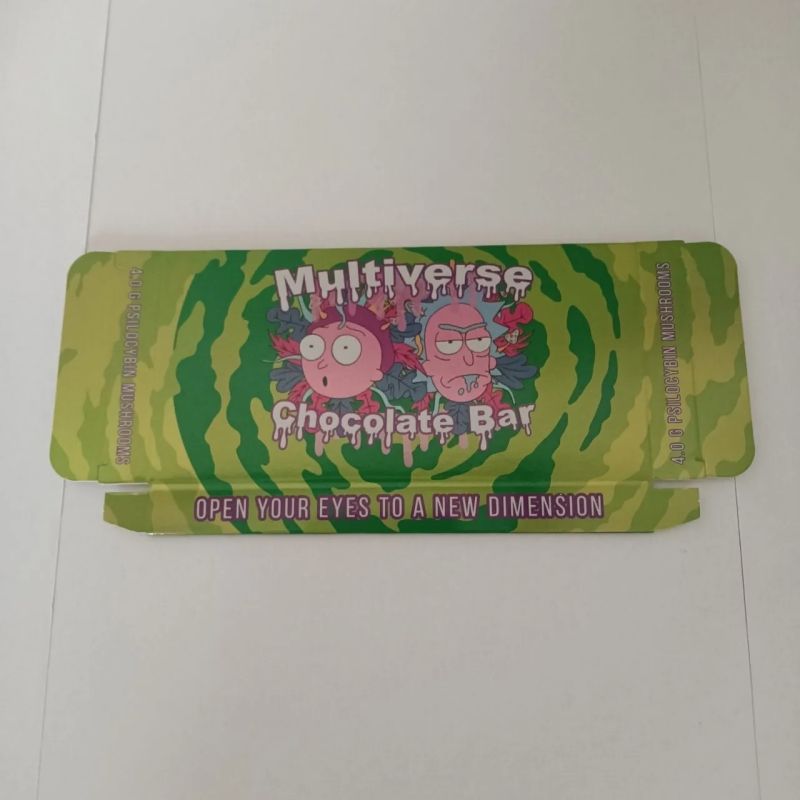 Multiverse
Chocolate Bar
4.0 G PSILOCYBIN MUSHROOMS
4.0 G PSILOCYBIN MUSHROOMS
OPEN YOUR EYES TO A NEW DIMENSION